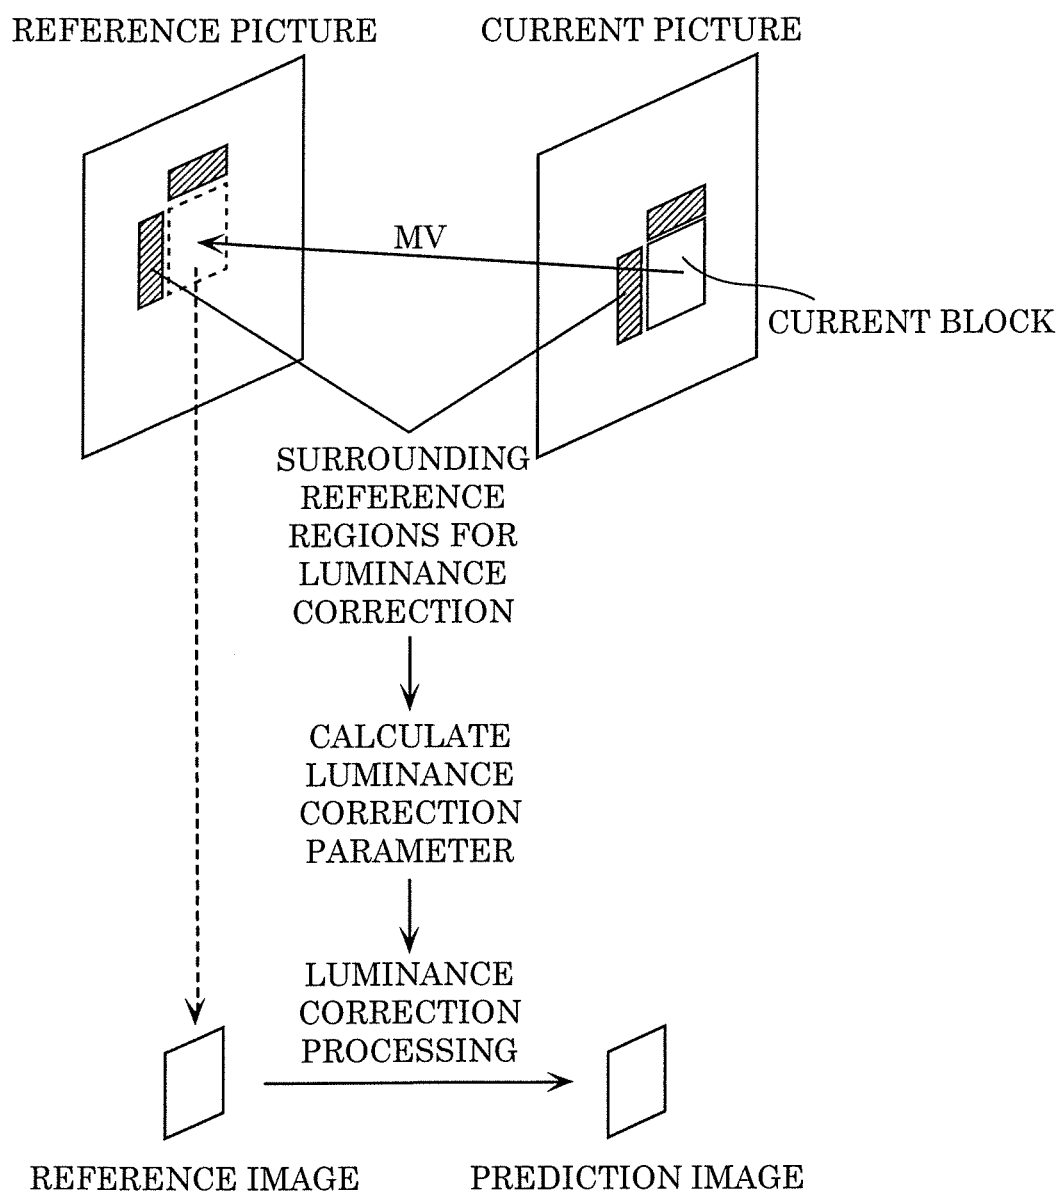 REFERENCE PICTURE
CURRENT PICTURE
MV
CURRENT BLOCK
SURROUNDING
REFERENCE
REGIONS FOR
LUMINANCE
CORRECTION
CALCULATE
LUMINANCE
CORRECTION
PARAMETER
LUMINANCE
CORRECTION
PROCESSING
REFERENCE IMAGE
PREDICTION IMAGE